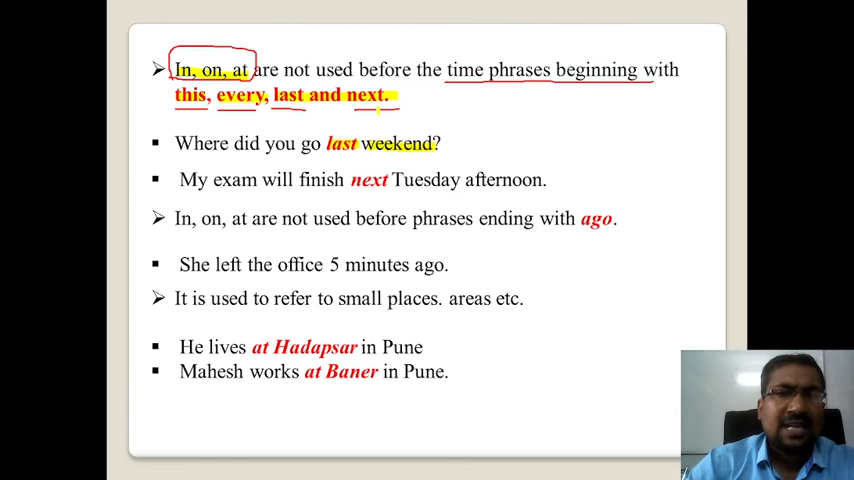 ➢ In, on, at are not used before the time phrases beginning with
this, every, last and next.
▪ Where did you go last weekend?
▪ My exam will finish next Tuesday afternoon.
➢ In, on, at are not used before phrases ending with ago.
▪ She left the office 5 minutes ago.
➢ It is used to refer to small places. areas etc.
▪ He lives at Hadapsar in Pune
▪ Mahesh works at Baner in Pune.